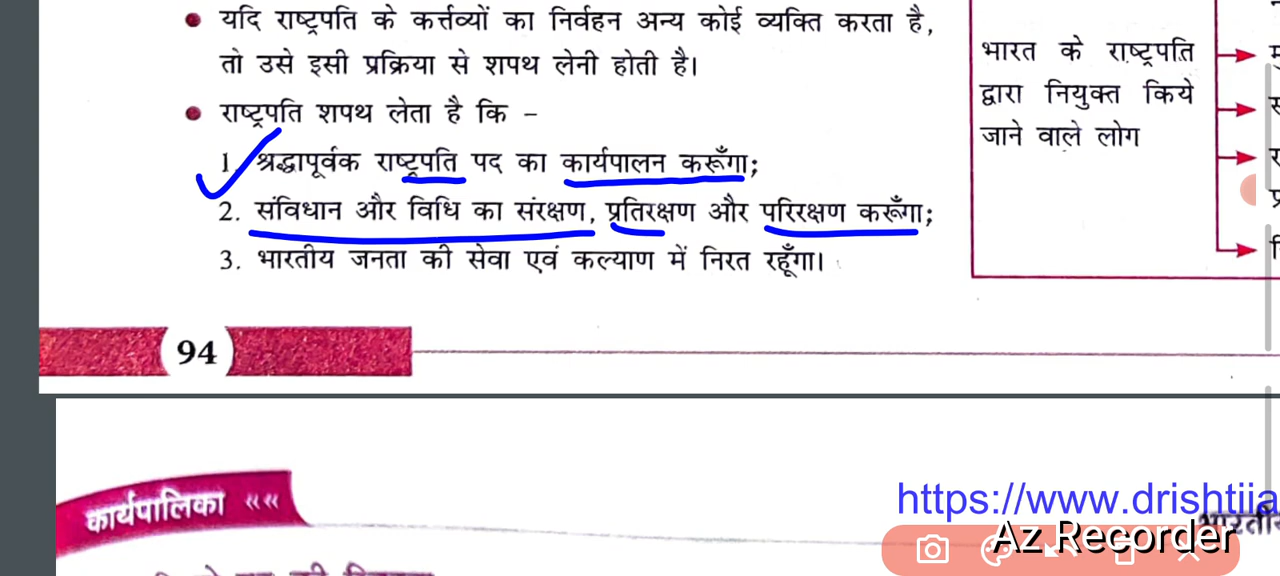 यदि राष्ट्रपति के कर्त्तव्यों का निर्वहन अन्य कोई व्यक्ति करता है,
तो उसे इसी प्रक्रिया से शपथ लेनी होती है।
राष्ट्रपति शपथ लेता है कि -
1. श्रद्धापूर्वक राष्ट्रपति पद का कार्यपालन करूँगा;
2. संविधान और विधि का संरक्षण, प्रतिरक्षण और परिरक्षण करूँगा;
3. भारतीय जनता की सेवा एवं कल्याण में निरत रहूँगा।
भारत के राष्ट्रपति
द्वारा नियुक्त किये
जाने वाले लोग
94
कार्यपालिका ‹‹ ‹‹
https://www.drishtiia
Az Recorder